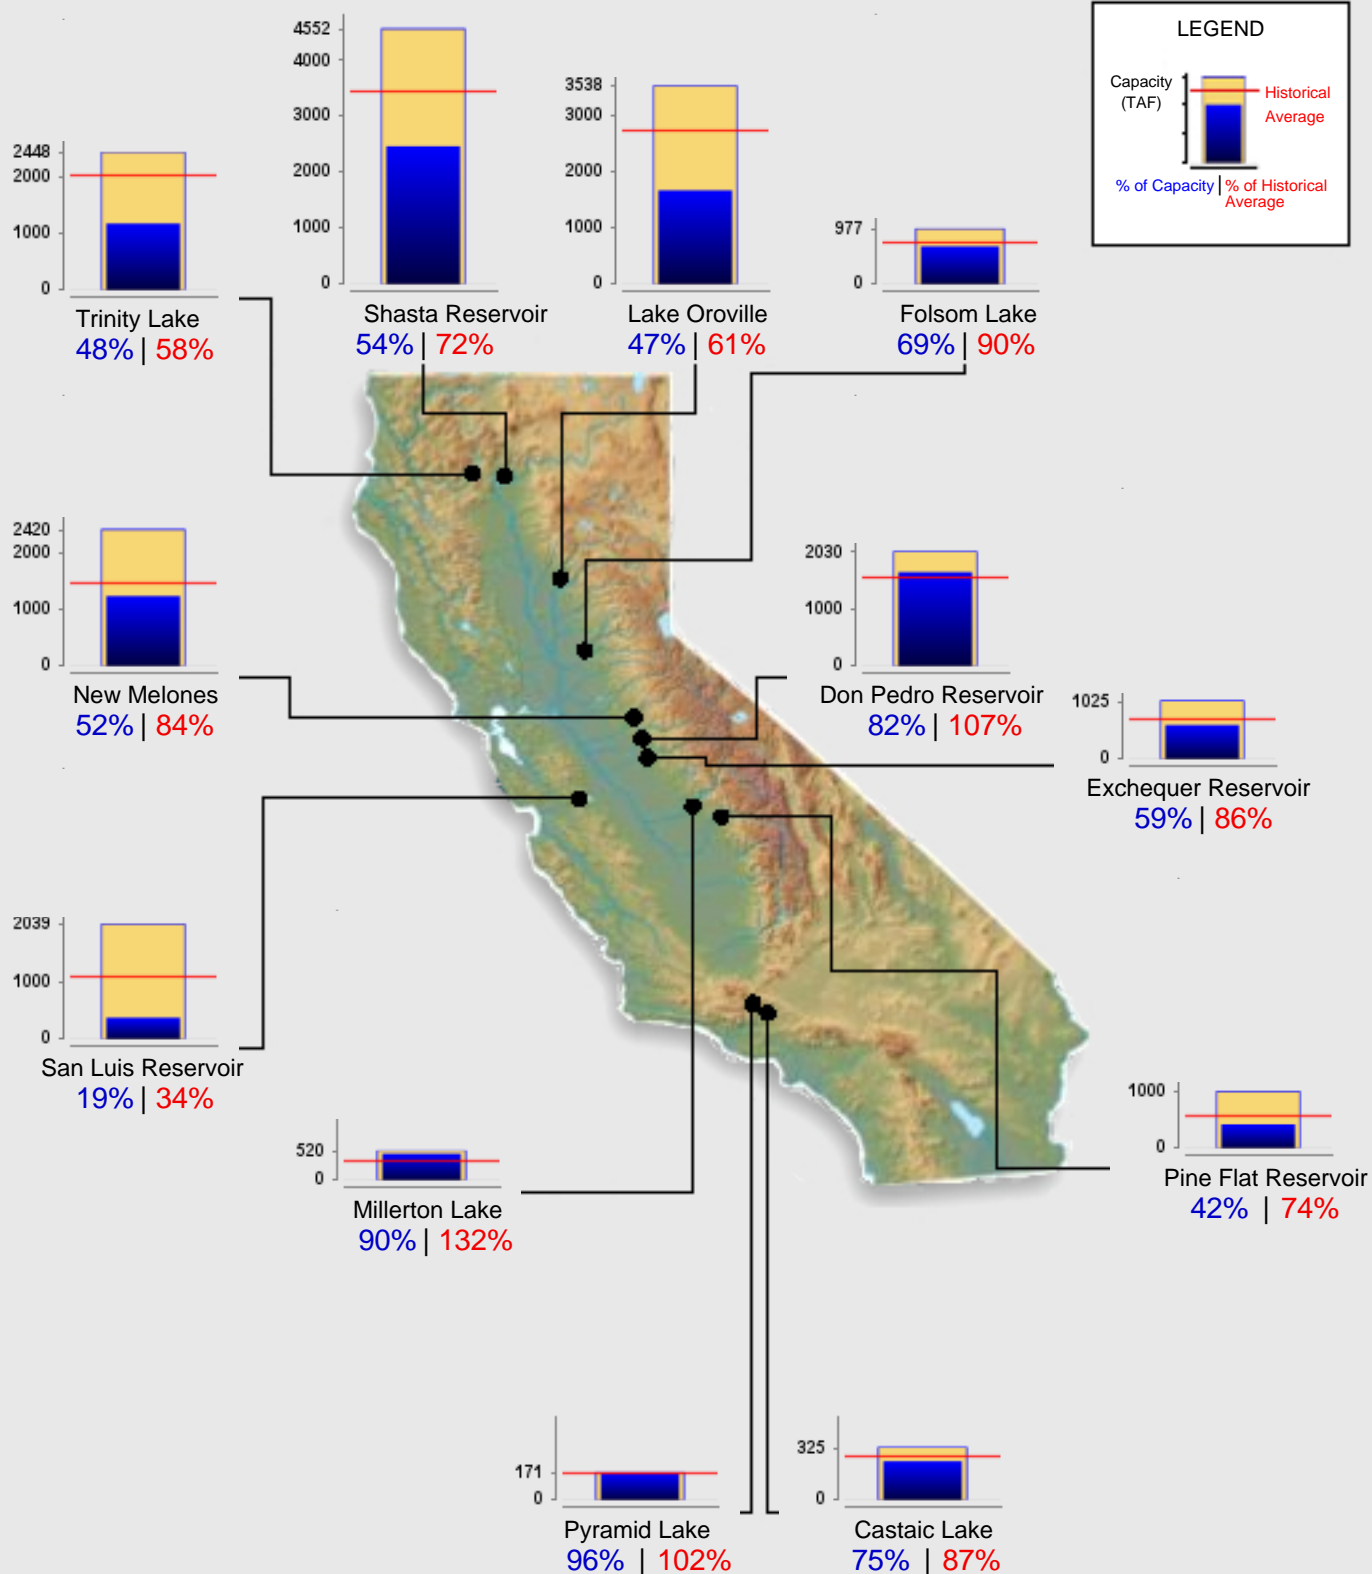 LEGEND
Capacity
(TAF)
Historical
Average
% of Capacity | % of Historical
Average
4552
4000
3000
2000
1000
0
Shasta Reservoir
54% | 72%
3538
3000
2000
1000
0
Lake Oroville
47% | 61%
2448
2000
1000
0
Trinity Lake
48% | 58%
977
0
Folsom Lake
69% | 90%
2420
2000
1000
0
New Melones
52% | 84%
2030
1000
0
Don Pedro Reservoir
82% | 107%
1025
0
Exchequer Reservoir
59% | 86%
2039
1000
0
San Luis Reservoir
19% | 34%
520
0
Millerton Lake
90% | 132%
1000
0
Pine Flat Reservoir
42% | 74%
171
0
Pyramid Lake
96% | 102%
325
0
Castaic Lake
75% | 87%